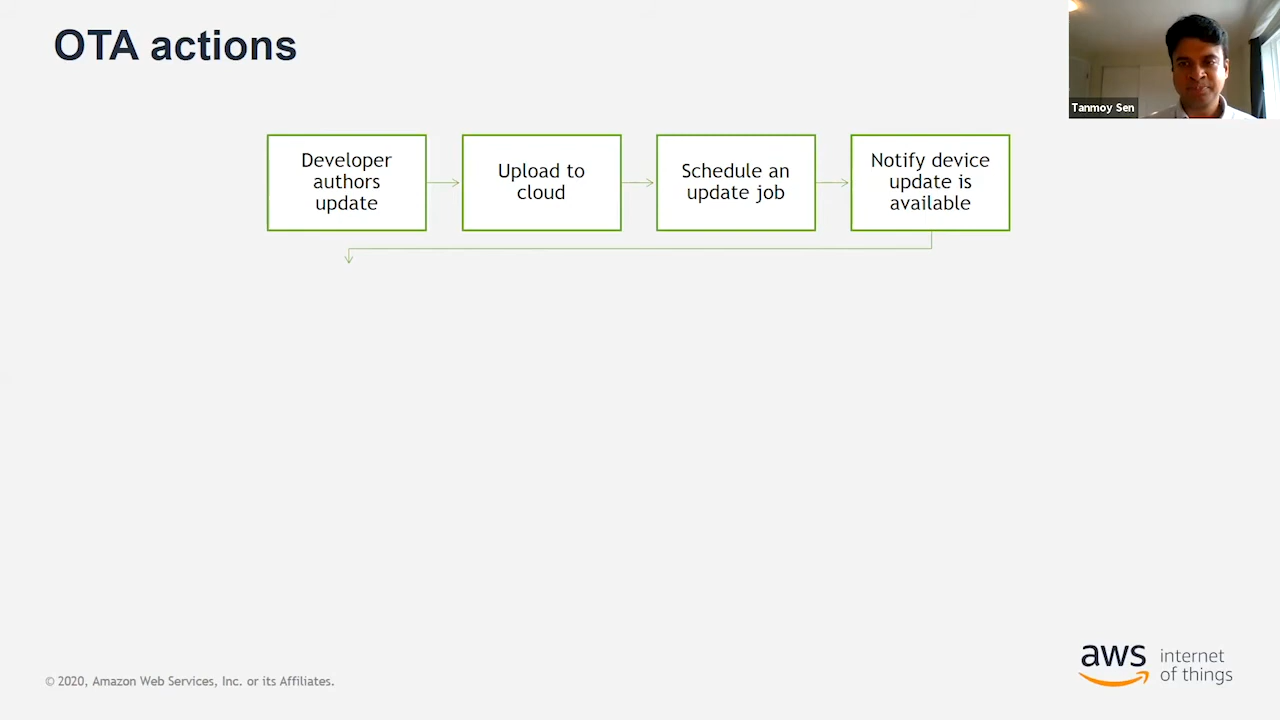 OTA actions
Tanmoy Sen
Developer
authors
update
Upload to
cloud
Schedule an
update job
Notify device
update is
available
© 2020, Amazon Web Services, Inc. or its Affiliates.
aws
internet
of things